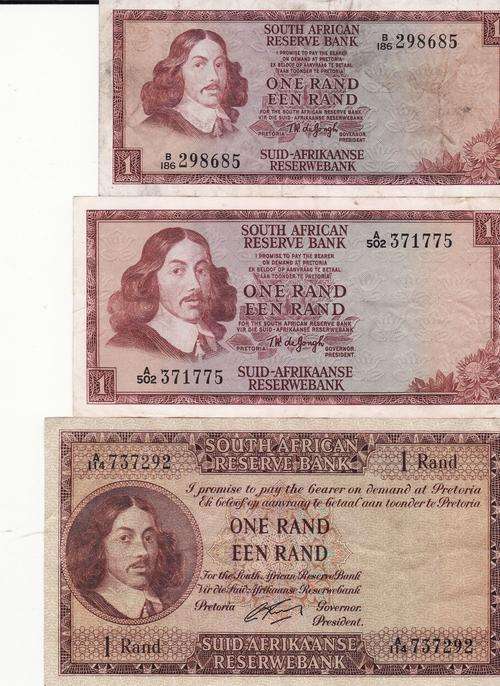 SOUTH AFRICAN
RESERVE BANK
B
186 298685
I PROMISE TO PAY THE BEARER
ON DEMAND AT PRETORIA
EK BELOOF OP AANVRAAG TE BETAAL
AAN TOONDER TE PRETORIA
ONE RAND
EEN RAND
FOR THE SOUTH AFRICAN RESERVE BANK
VIR DIE SUID-AFRIKAANSE RESERWEBANK
PRETORIA T.W. de Jongh GOVERNOR.
PRESIDENT.
1
B
186 298685
SUID-AFRIKAANSE
RESERWEBANK
SOUTH AFRICAN
RESERVE BANK
A
502 371775
1
I PROMISE TO PAY THE BEARER
ON DEMAND AT PRETORIA
EK BELOOF OP AANVRAAG TE BETAAL
AAN TOONDER TE PRETORIA
ONE RAND
EEN RAND
FOR THE SOUTH AFRICAN RESERVE BANK
VIR DIE SUID-AFRIKAANSE RESERWEBANK
PRETORIA T.W. de Jongh GOVERNOR.
PRESIDENT.
1
A
502 371775
SUID-AFRIKAANSE
RESERWEBANK
A
114 737292
SOUTH AFRICAN
RESERVE BANK
1 Rand
I promise to pay the bearer on demand at Pretoria
Ek beloof op aanvraag te betaal aan toonder te Pretoria
ONE RAND
EEN RAND
For the South African Reserve Bank
Vir die Suid-Afrikaanse Reserwebank
Pretoria Governor.
President.
1 Rand
SUID-AFRIKAANSE
RESERWEBANK
A
114 737292